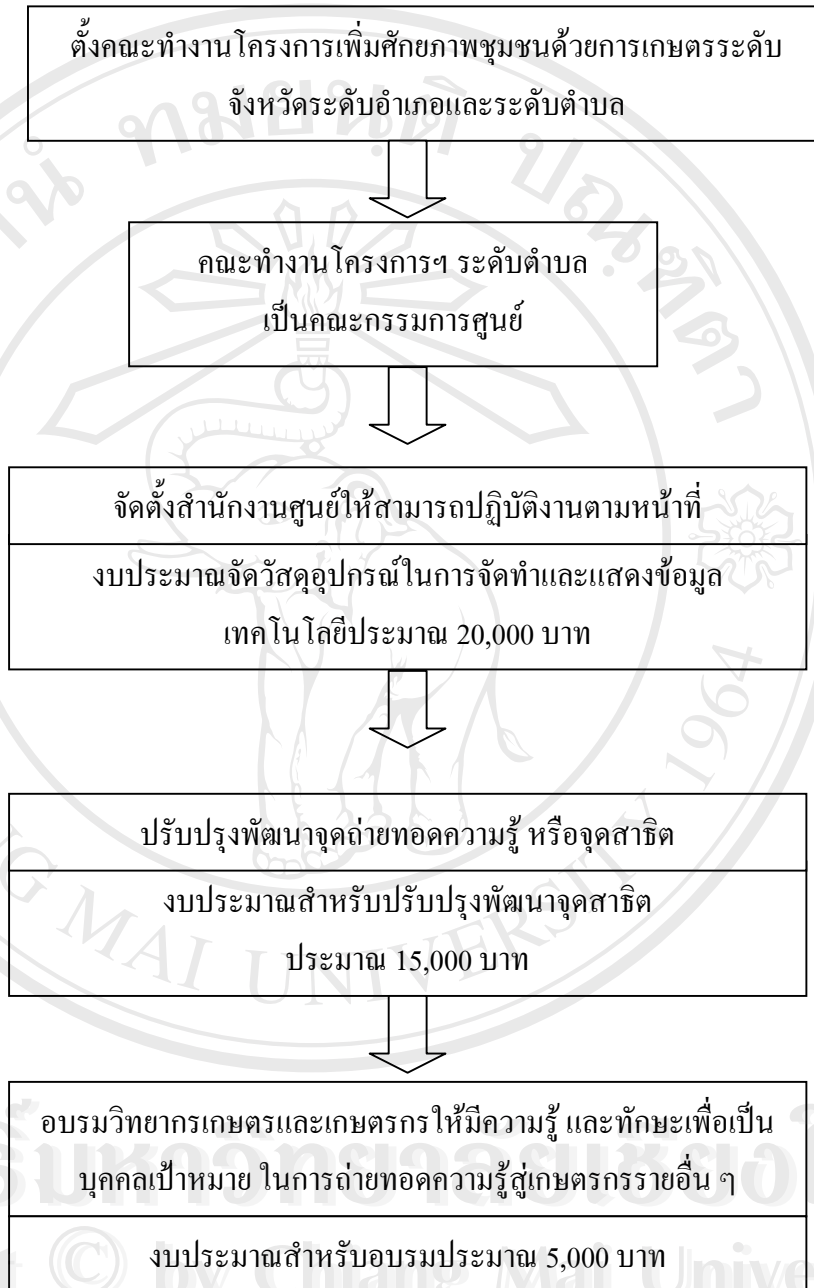 ตั้งคณะทำงานโครงการเพิ่มศักยภาพชุมชนด้วยการเกษตรระดับ
จังหวัดระดับอำเภอและระดับตำบล
คณะทำงานโครงการฯ ระดับตำบล
เป็นคณะกรรมการศูนย์
จัดตั้งสำนักงานศูนย์ให้สามารถปฏิบัติงานตามหน้าที่
งบประมาณจัดวัสดุอุปกรณ์ในการจัดทำและแสดงข้อมูล
เทคโนโลยีประมาณ 20,000 บาท
ปรับปรุงพัฒนาจุดถ่ายทอดความรู้ หรือจุดสาธิต
งบประมาณสำหรับปรับปรุงพัฒนาจุดสาธิต
ประมาณ 15,000 บาท
อบรมวิทยากรเกษตรและเกษตรกรให้มีความรู้ และทักษะเพื่อเป็น
บุคคลเป้าหมาย ในการถ่ายทอดความรู้สู่เกษตรกรรายอื่น ๆ
งบประมาณสำหรับอบรมประมาณ 5,000 บาท